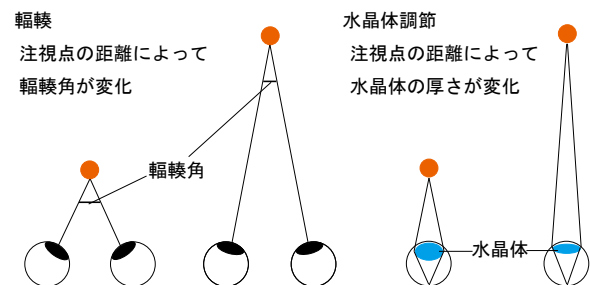 輻輳
注視点の距離によって
輻輳角が変化
水晶体調節
注視点の距離によって
水晶体の厚さが変化
輻輳角
水晶体